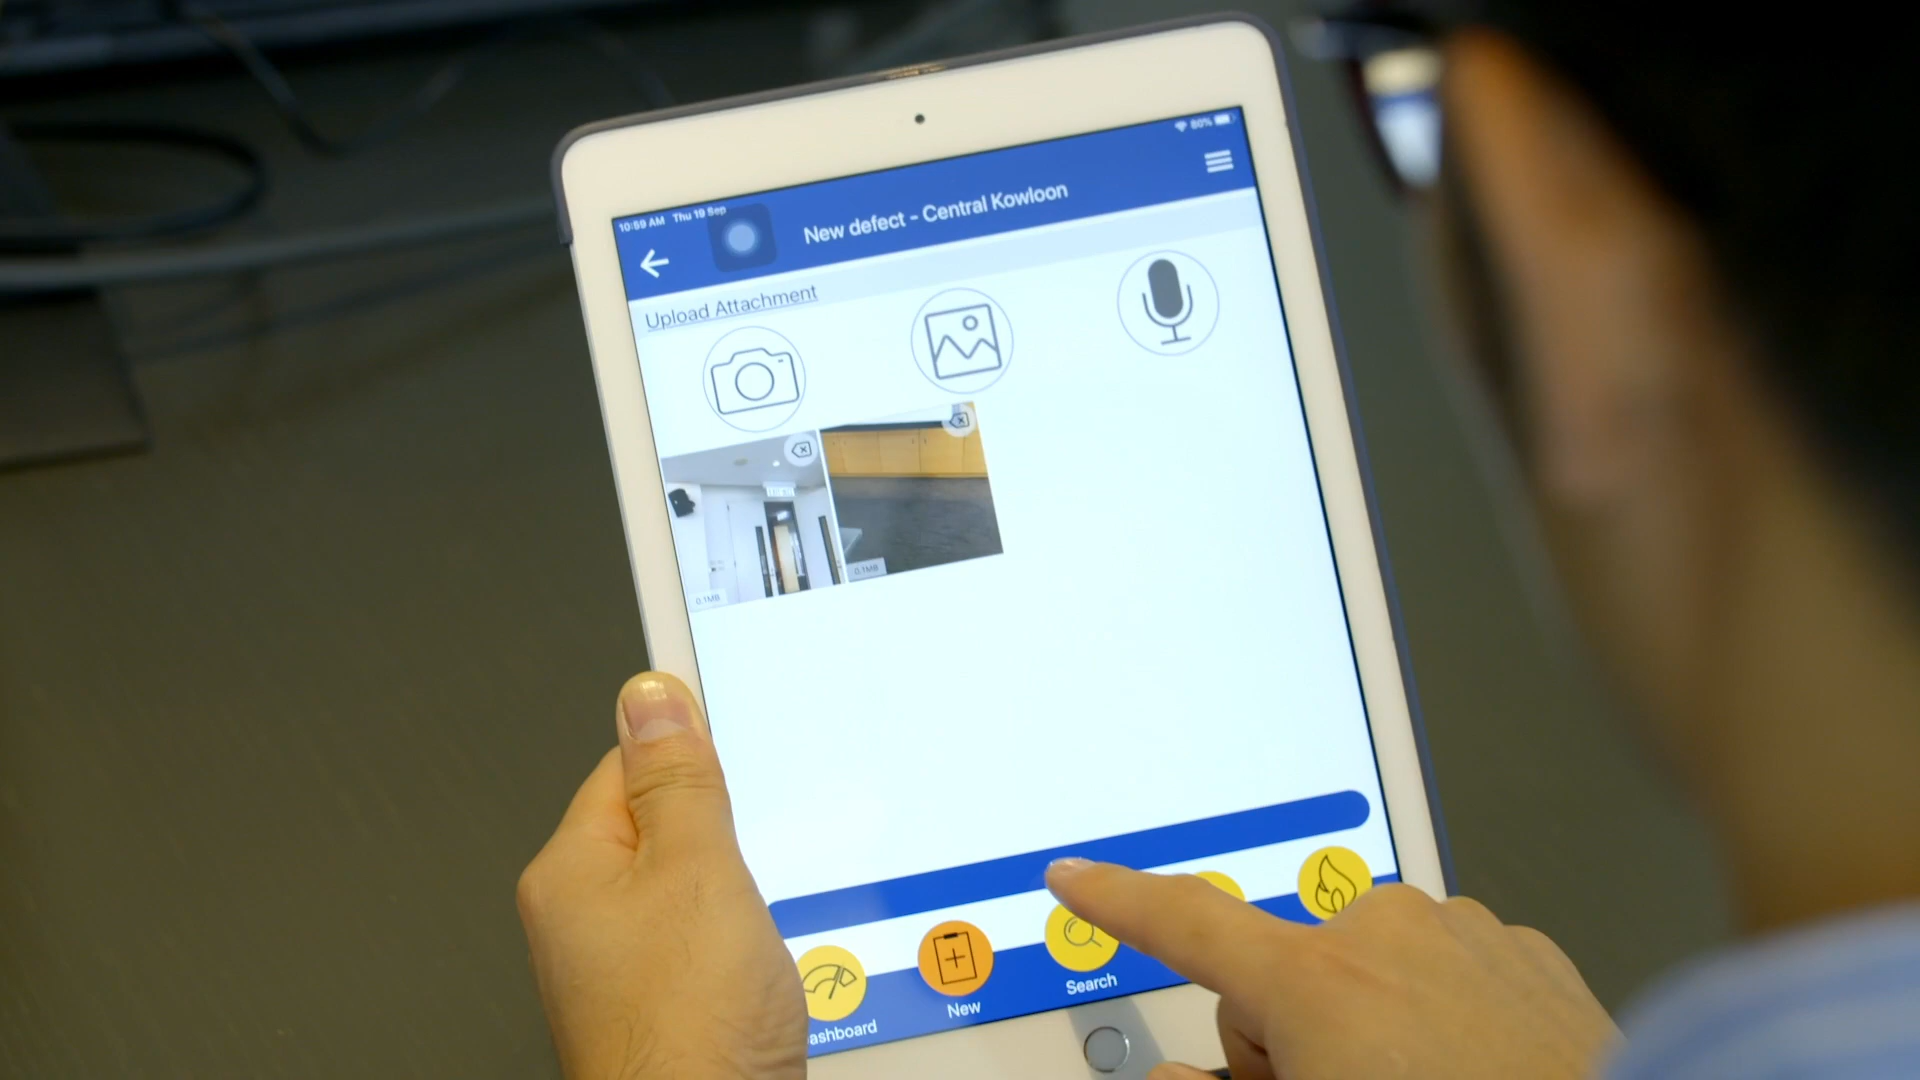 10:59 AM Thu 19 Sep
80%
New defect - Central Kowloon
Upload Attachment
0.1MB
0.1MB
ashboard
New
Search